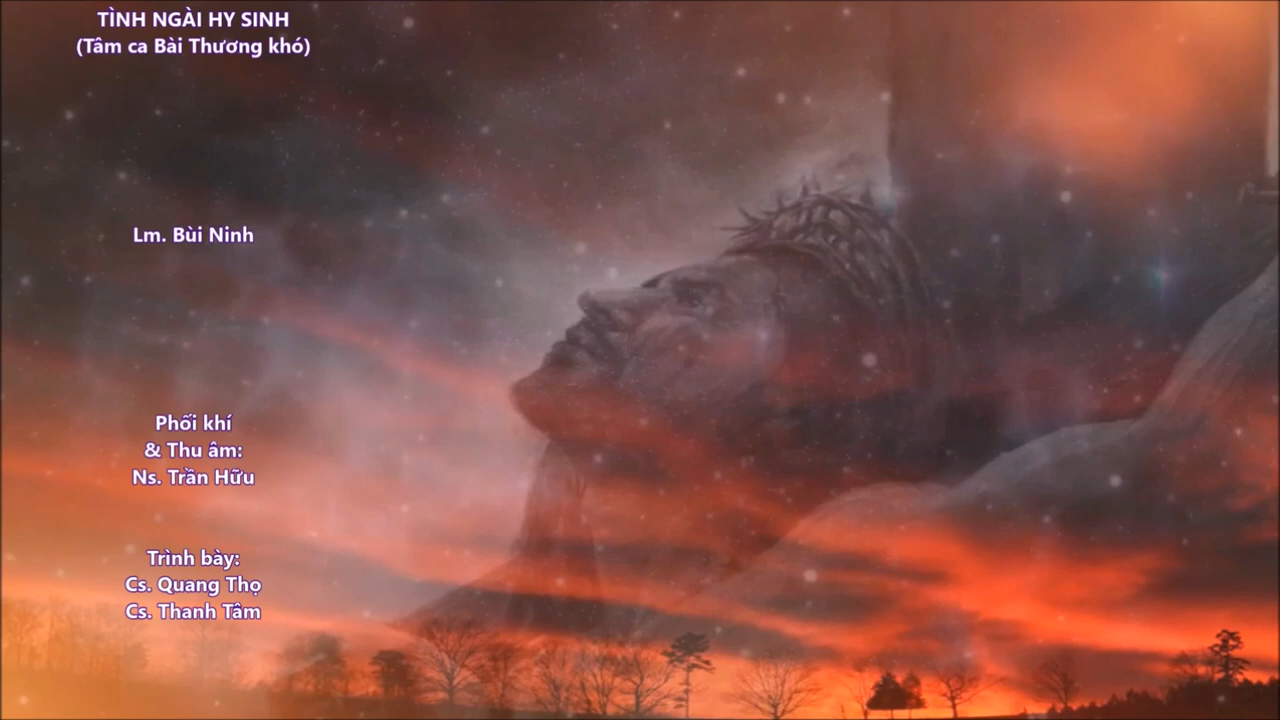 TÌNH NGÀI HY SINH
(Tâm ca Bài Thương khó)
Lm. Bùi Ninh
Phối khí
& Thu âm:
Ns. Trần Hữu
Trình bày:
Cs. Quang Thọ
Cs. Thanh Tâm